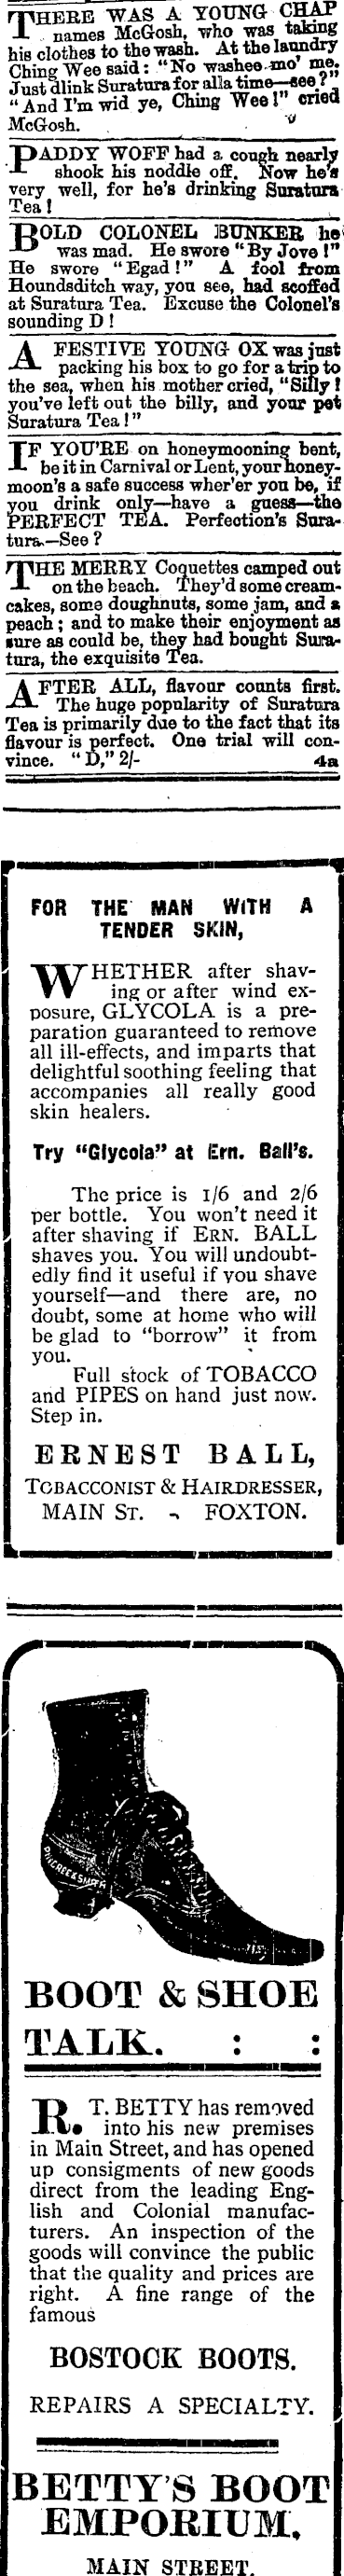 THERE WAS A YOUNG CHAP
names McGosh, who was taking
his clothes to the wash. At the laundry
Ching Wee said: "No washee mo' me.
Just dlink Suratura for alla time—see?"
"And I'm wid ye, Ching Wee!" cried
McGosh.
PADDY WOFF had a cough nearly
shook his noddle off. Now he's
very well, for he's drinking Suratura
Tea!
BOLD COLONEL BUNKER he
was mad. He swore "By Jove!"
He swore "Egad!" A fool from
Houndsditch way, you see, had scoffed
at Suratura Tea. Excuse the Colonel's
sounding D!
A FESTIVE YOUNG OX was just
packing his box to go for a trip to
the sea, when his mother cried, "Silly!
you've left out the billy, and your pet
Suratura Tea!"
IF YOU'RE on honeymooning bent,
be it in Carnival or Lent, your honey-
moon's a safe success wher'er you be, if
you drink only—have a guess—the
PERFECT TEA. Perfection's Sura-
tura.—See?
THE MERRY Coquettes camped out
on the beach. They'd some cream-
cakes, some doughnuts, some jam, and a
peach; and to make their enjoyment as
sure as could be, they had bought Sura-
tura, the exquisite Tea.
AFTER ALL, flavour counts first.
The huge popularity of Suratura
Tea is primarily due to the fact that its
flavour is perfect. One trial will con-
vince. "D," 2/- 4a
FOR THE MAN WITH A
TENDER SKIN,
WHETHER after shav-
ing or after wind ex-
posure, GLYCOLA is a pre-
paration guaranteed to remove
all ill-effects, and imparts that
delightful soothing feeling that
accompanies all really good
skin healers.
Try "Glycola" at Ern. Ball's.
The price is 1/6 and 2/6
per bottle. You won't need it
after shaving if ERN. BALL
shaves you. You will undoubt-
edly find it useful if you shave
yourself—and there are, no
doubt, some at home who will
be glad to "borrow" it from
you.
Full stock of TOBACCO
and PIPES on hand just now.
Step in.
ERNEST BALL,
TOBACCONIST & HAIRDRESSER,
MAIN ST. - FOXTON.
BOOT & SHOE
TALK. : :
R. T. BETTY has removed
into his new premises
in Main Street, and has opened
up consignments of new goods
direct from the leading Eng-
lish and Colonial manufac-
turers. An inspection of the
goods will convince the public
that the quality and prices are
right. A fine range of the
famous
BOSTOCK BOOTS.
REPAIRS A SPECIALTY.
BETTY'S BOOT
EMPORIUM,
MAIN STREET.